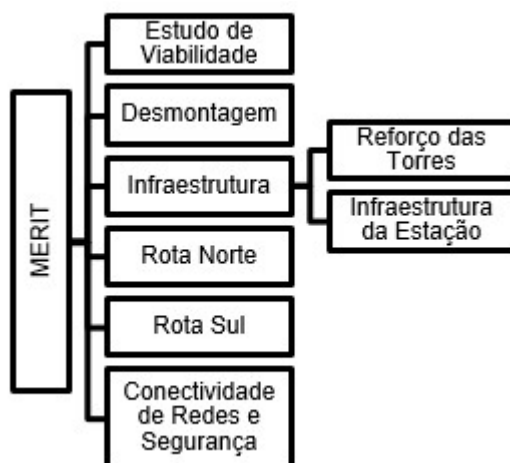 MERIT
Estudo de
Viabilidade
Desmontagem
Infraestrutura
Rota Norte
Rota Sul
Conectividade
de Redes e
Segurança
Reforço das
Torres
Infraestrutura
da Estação